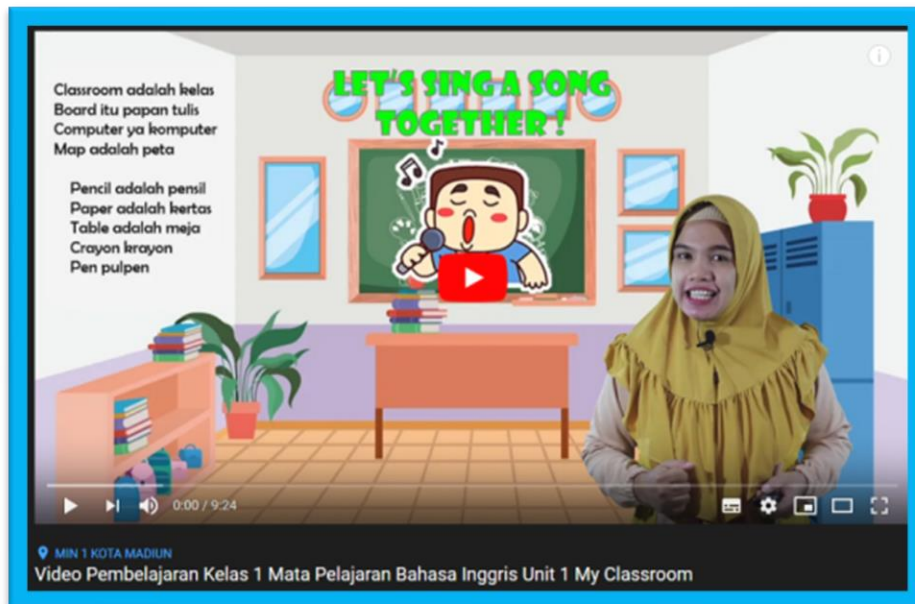 Classroom adalah kelas
Board itu papan tulis
Computer ya komputer
Map adalah peta
Pencil adalah pensil
Paper adalah kertas
Table adalah meja
Crayon krayon
Pen pulpen
LET'S SING A SONG
TOGETHER !
0:00 / 9:24
MIN 1 KOTA MADIUN
Video Pembelajaran Kelas 1 Mata Pelajaran Bahasa Inggris Unit 1 My Classroom